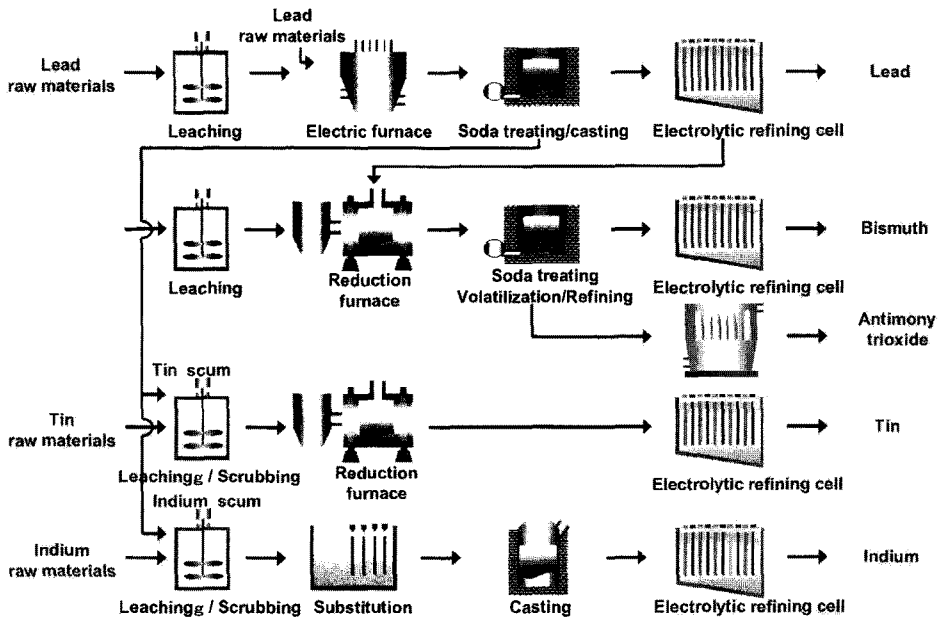 Lead
raw materials
Lead
raw materials
Lead
Leaching
Electric furnace
Soda treating/casting
Electrolytic refining cell
Bismuth
Leaching
Reduction
furnace
Soda treating
Volatilization/Refining
Electrolytic refining cell
Antimony
trioxide
Tin scum
Tin
raw materials
Tin
Leachingg / Scrubbing
Reduction
furnace
Electrolytic refining cell
Indium scum
Indium
raw materials
Indium
Leachingg / Scrubbing
Substitution
Casting
Electrolytic refining cell